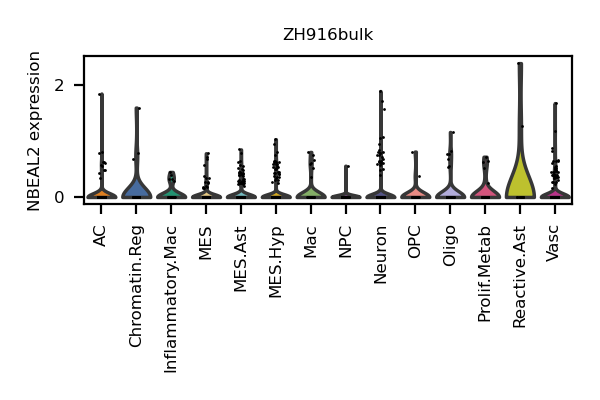 ZH916bulk
NBEAL2 expression
2
0
AC
Chromatin.Reg
Inflammatory.Mac
MES
MES.Ast
MES.Hyp
Mac
NPC
Neuron
OPC
Oligo
Prolif.Metab
Reactive.Ast
Vasc